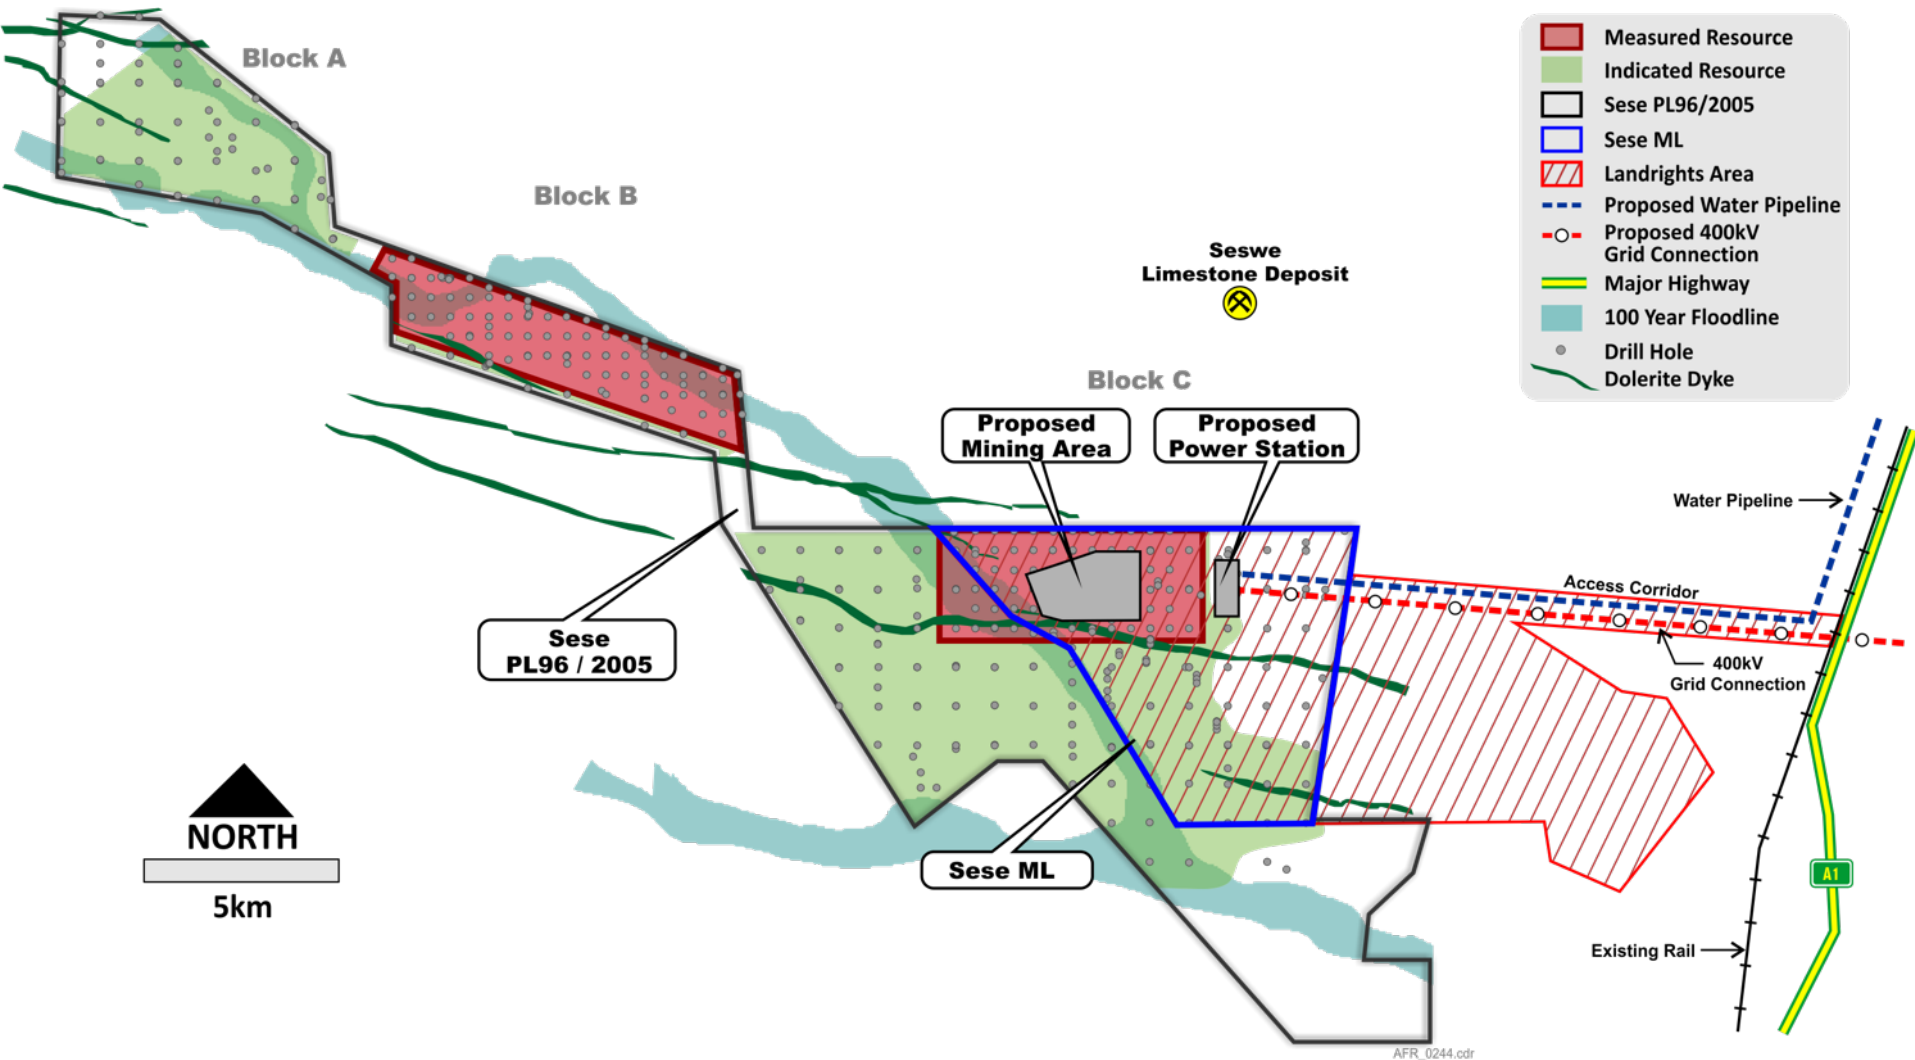 Block A
Block B
Seswe
Limestone Deposit
Block C
Proposed
Mining Area
Proposed
Power Station
Measured Resource
Indicated Resource
Sese PL96/2005
Sese ML
Landrights Area
Proposed Water Pipeline
Proposed 400kV
Grid Connection
Major Highway
100 Year Floodline
Drill Hole
Dolerite Dyke
Water Pipeline
Access Corridor
400kV
Grid Connection
Sese
PL96 / 2005
Sese ML
NORTH
5km
A1
Existing Rail
AFR_0244.cdr